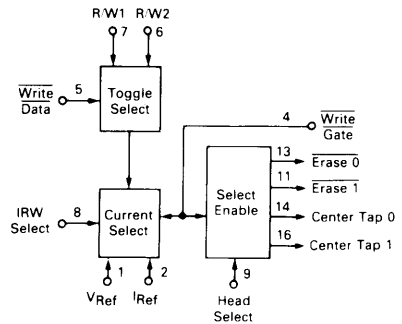 R/W1 R/W2
7 6
Write
Data
5
Toggle
Select
4
Write
Gate
13
Erase 0
11
Erase 1
14
Center Tap 0
16
Center Tap 1
Select
Enable
IRW
Select
8
Current
Select
1 2
VRef IRef
9
Head
Select